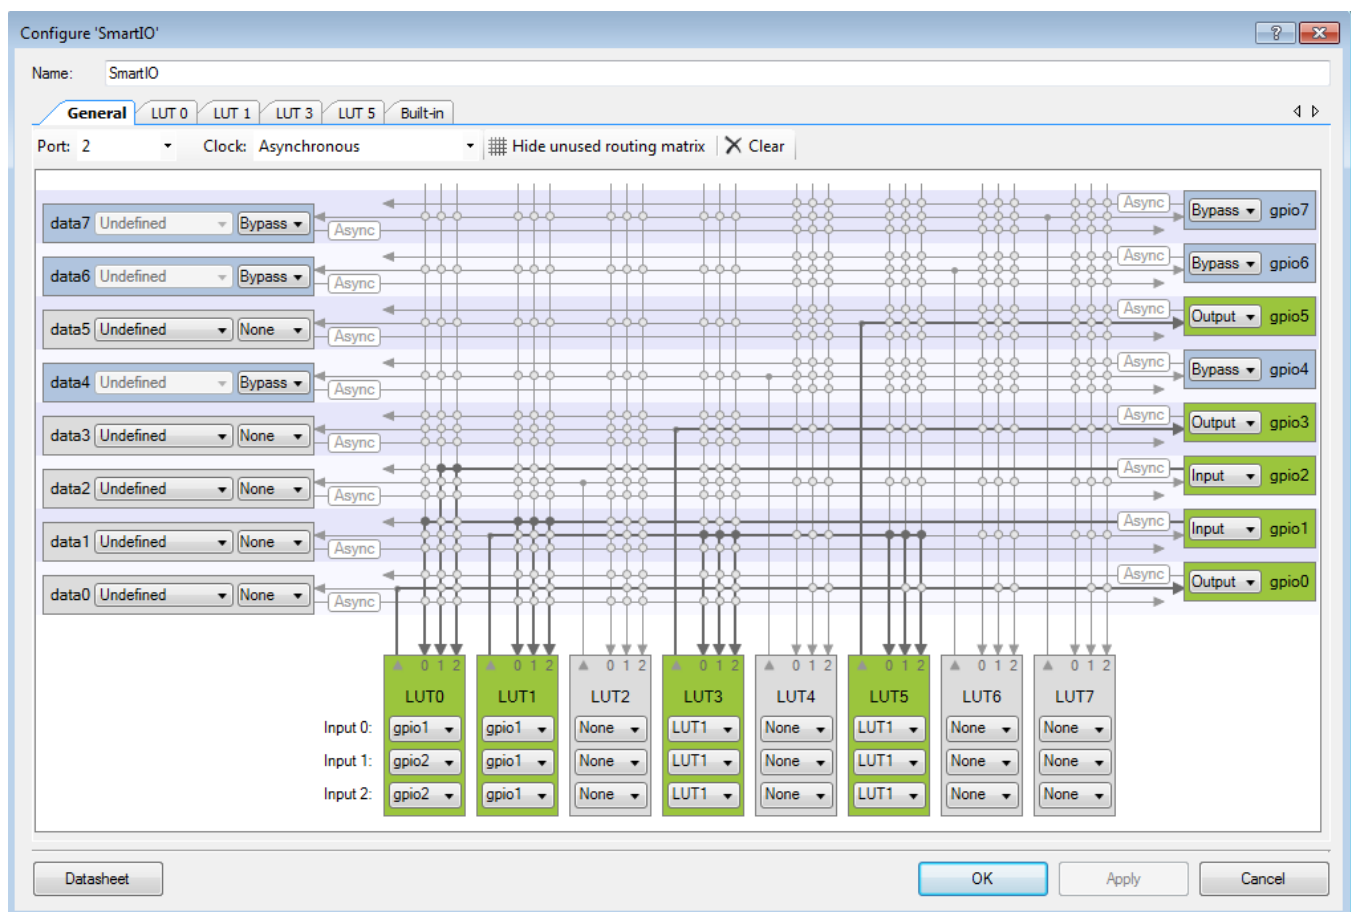 Configure 'SmartIO'
Name: SmartIO
General LUT 0 LUT 1 LUT 3 LUT 5 Built-in
Port: 2 Clock: Asynchronous Hide unused routing matrix Clear
data7 Undefined Bypass Async Async Bypass gpio7
data6 Undefined Bypass Async Async Bypass gpio6
data5 Undefined None Async Async Output gpio5
data4 Undefined Bypass Async Async Bypass gpio4
data3 Undefined None Async Async Output gpio3
data2 Undefined None Async Async Input gpio2
data1 Undefined None Async Async Input gpio1
data0 Undefined None Async Async Output gpio0
0 1 2 0 1 2 0 1 2 0 1 2 0 1 2 0 1 2 0 1 2 0 1 2
LUT0 LUT1 LUT2 LUT3 LUT4 LUT5 LUT6 LUT7
Input 0: gpio1 gpio1 None LUT1 None LUT1 None None
Input 1: gpio2 gpio1 None LUT1 None LUT1 None None
Input 2: gpio2 gpio1 None LUT1 None LUT1 None None
Datasheet OK Apply Cancel